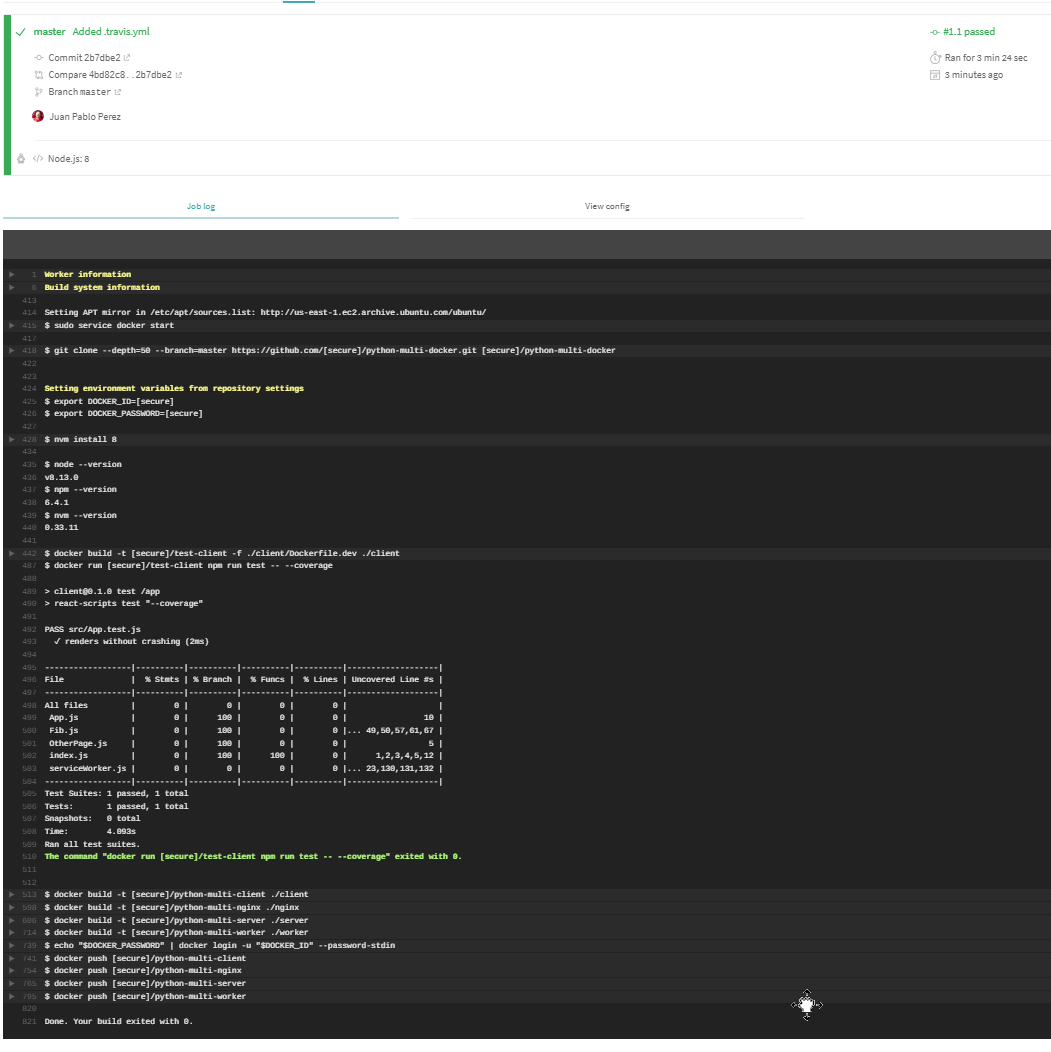 master Added .travis.yml
#1.1 passed
Commit 2b7dbe2
Ran for 3 min 24 sec
Compare 4bd82c8. . 2b7dbe2
3 minutes ago
Branch master
Juan Pablo Perez
</> Node.js: 8
Job log
View config
1 Worker information
6 Build system information
413
414 Setting APT mirror in /etc/apt/sources.list: http://us-east-1.ec2.archive.ubuntu.com/ubuntu/
415 $ sudo service docker start
417
418 $ git clone --depth=50 --branch=master https://github.com/[secure]/python-multi-docker.git [secure]/python-multi-docker
422
423
424 Setting environment variables from repository settings
425 $ export DOCKER_ID=[secure]
426 $ export DOCKER_PASSWORD=[secure]
427
428 $ nvm install 8
434
435 $ node --version
436 v8.13.0
437 $ npm --version
438 6.4.1
439 $ nvm --version
440 0.33.11
441
442 $ docker build -t [secure]/test-client -f ./client/Dockerfile.dev ./client
487 $ docker run [secure]/test-client npm run test -- --coverage
488
489 > client@0.1.0 test /app
490 > react-scripts test "--coverage"
491
492 PASS src/App.test.js
493 ✓ renders without crashing (2ms)
494
495 ------------------|----------|----------|----------|----------|-------------------|
496 File | % Stmts | % Branch | % Funcs | % Lines | Uncovered Line #s |
497 ------------------|----------|----------|----------|----------|-------------------|
498 All files | 0 | 0 | 0 | 0 | |
499 App.js | 0 | 100 | 0 | 0 | 10 |
500 Fib.js | 0 | 100 | 0 | 0 |... 49,50,57,61,67 |
501 OtherPage.js | 0 | 100 | 0 | 0 | 5 |
502 index.js | 0 | 100 | 100 | 0 | 1,2,3,4,5,12 |
503 serviceWorker.js | 0 | 0 | 0 | 0 |... 23,130,131,132 |
504 ------------------|----------|----------|----------|----------|-------------------|
505 Test Suites: 1 passed, 1 total
506 Tests: 1 passed, 1 total
507 Snapshots: 0 total
508 Time: 4.093s
509 Ran all test suites.
510 The command "docker run [secure]/test-client npm run test -- --coverage" exited with 0.
511
512
513 $ docker build -t [secure]/python-multi-client ./client
598 $ docker build -t [secure]/python-multi-nginx ./nginx
606 $ docker build -t [secure]/python-multi-server ./server
714 $ docker build -t [secure]/python-multi-worker ./worker
739 $ echo "$DOCKER_PASSWORD" | docker login -u "$DOCKER_ID" --password-stdin
741 $ docker push [secure]/python-multi-client
754 $ docker push [secure]/python-multi-nginx
765 $ docker push [secure]/python-multi-server
795 $ docker push [secure]/python-multi-worker
820
821 Done. Your build exited with 0.